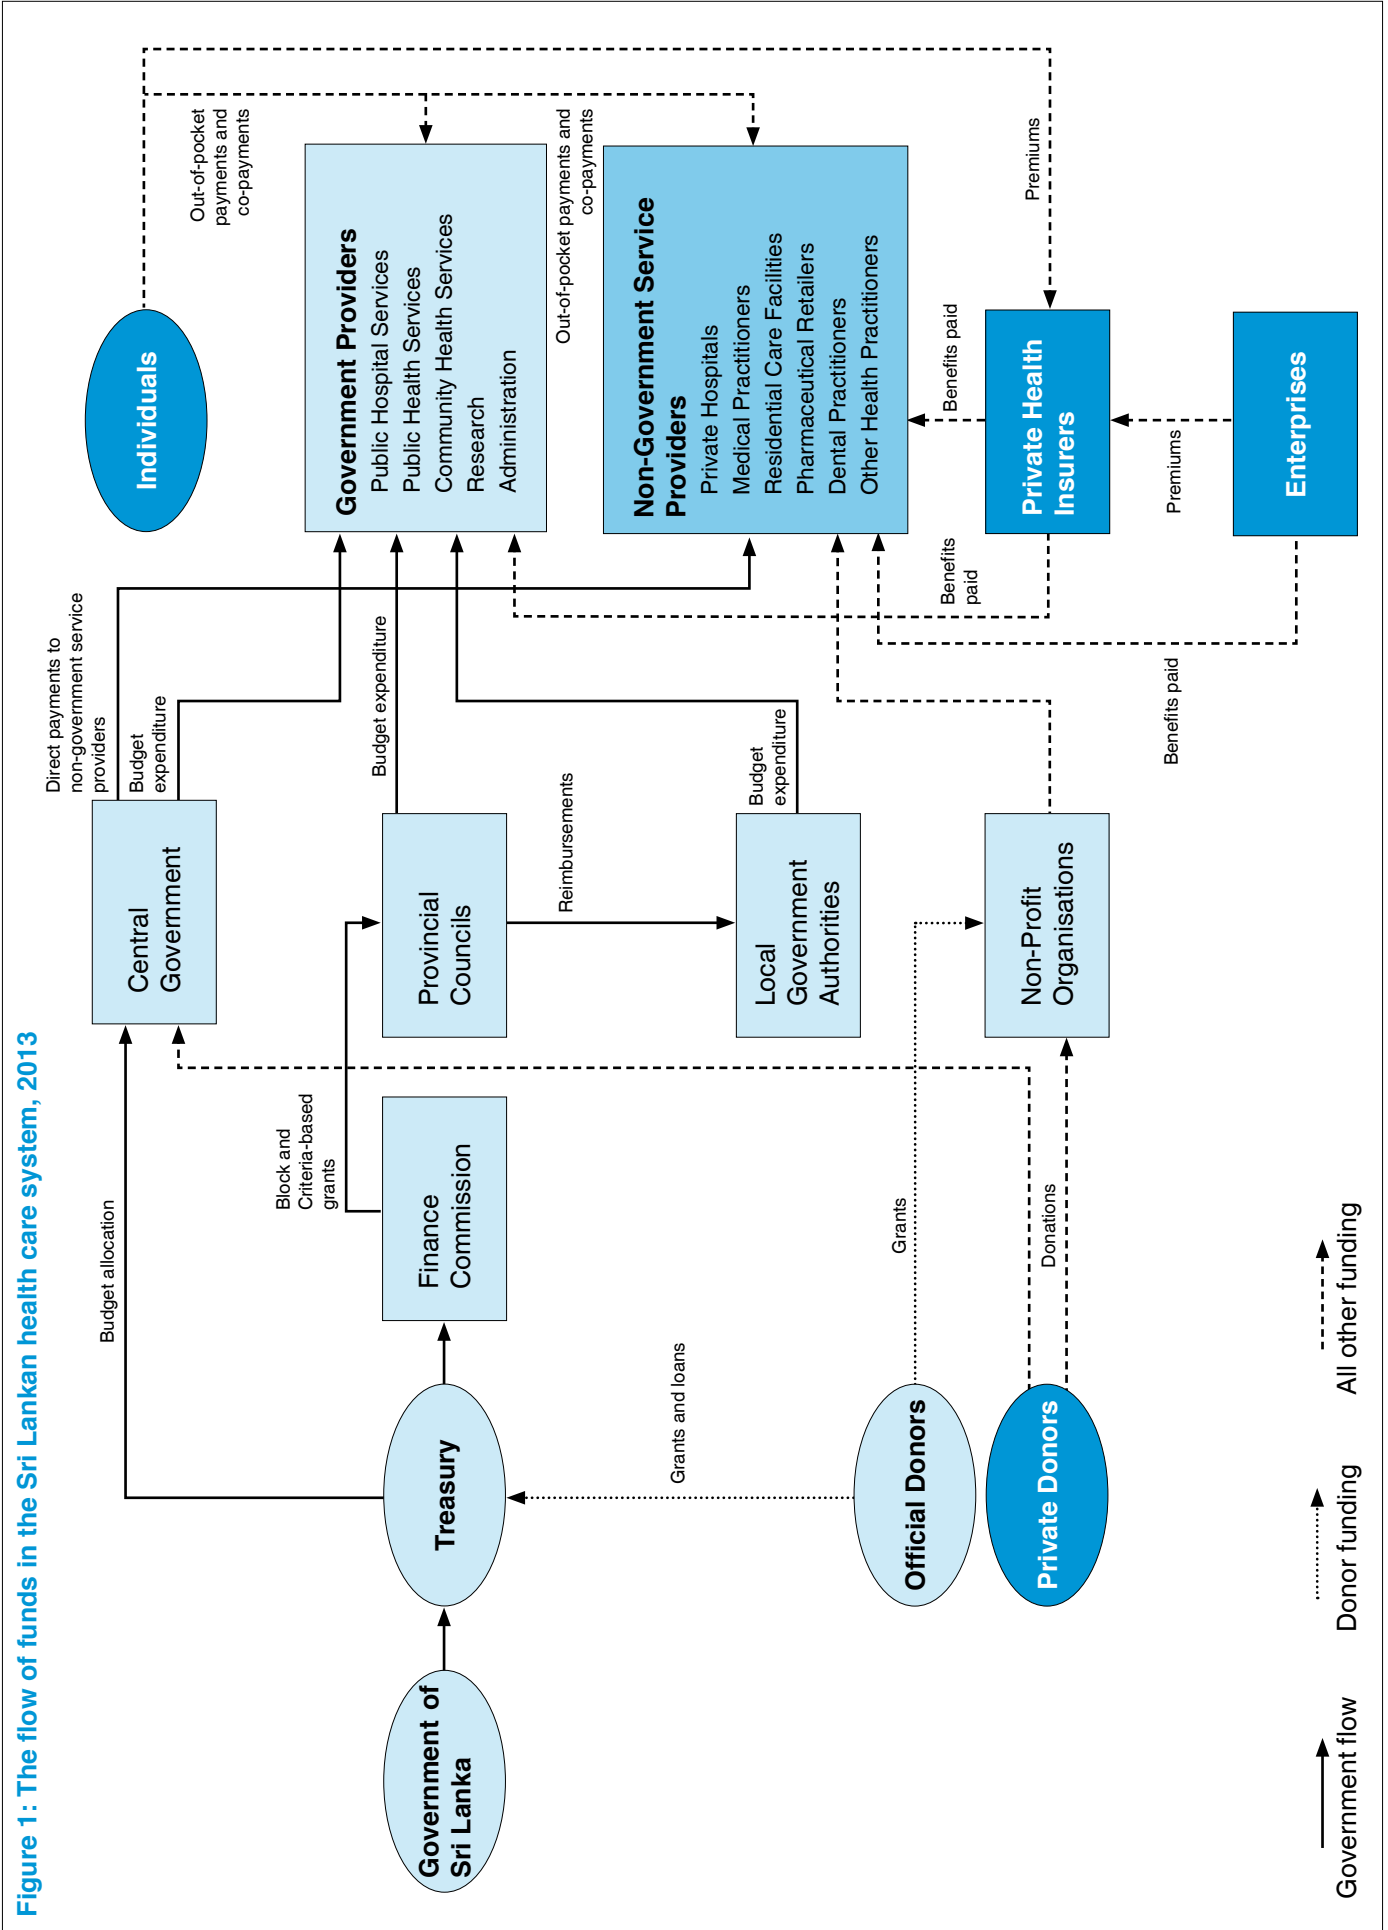 Figure 1: The flow of funds in the Sri Lankan health care system, 2013
Government of
Sri Lanka
Treasury
Budget allocation
Finance
Commission
Block and
Criteria-based
grants
Grants and loans
Official Donors
Private Donors
Grants
Donations
Central
Government
Provincial
Councils
Reimbursements
Local
Government
Authorities
Non-Profit
Organisations
Direct payments to
non-government service
providers
Budget
expenditure
Budget expenditure
Budget
expenditure
Benefits paid
Individuals
Out-of-pocket
payments and
co-payments
Government Providers
Public Hospital Services
Public Health Services
Community Health Services
Research
Administration
Out-of-pocket payments and
co-payments
Non-Government Service
Providers
Private Hospitals
Medical Practitioners
Residential Care Facilities
Pharmaceutical Retailers
Dental Practitioners
Other Health Practitioners
Benefits
paid
Benefits paid
Premiums
Private Health
Insurers
Premiums
Enterprises
Government flow
Donor funding
All other funding